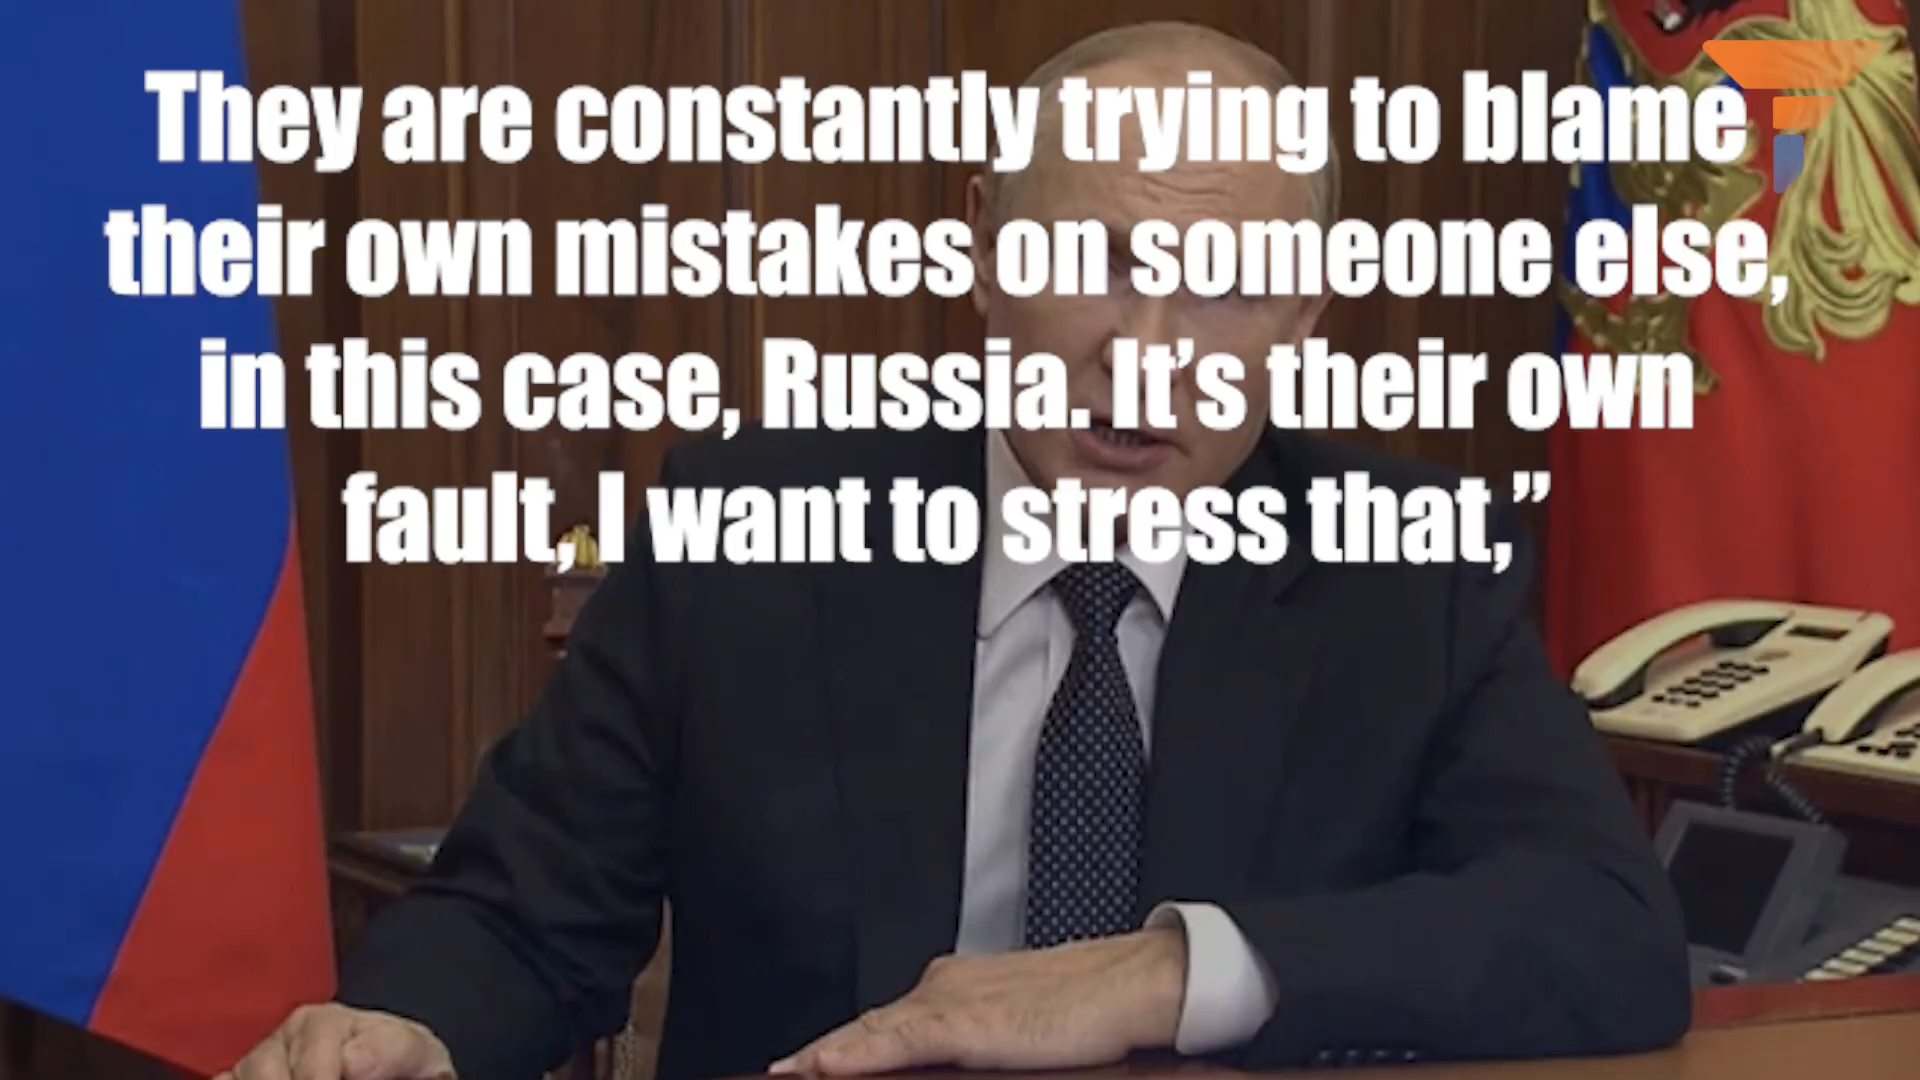 They are constantly trying to blame
their own mistakes on someone else,
in this case, Russia. It’s their own
fault, I want to stress that,”